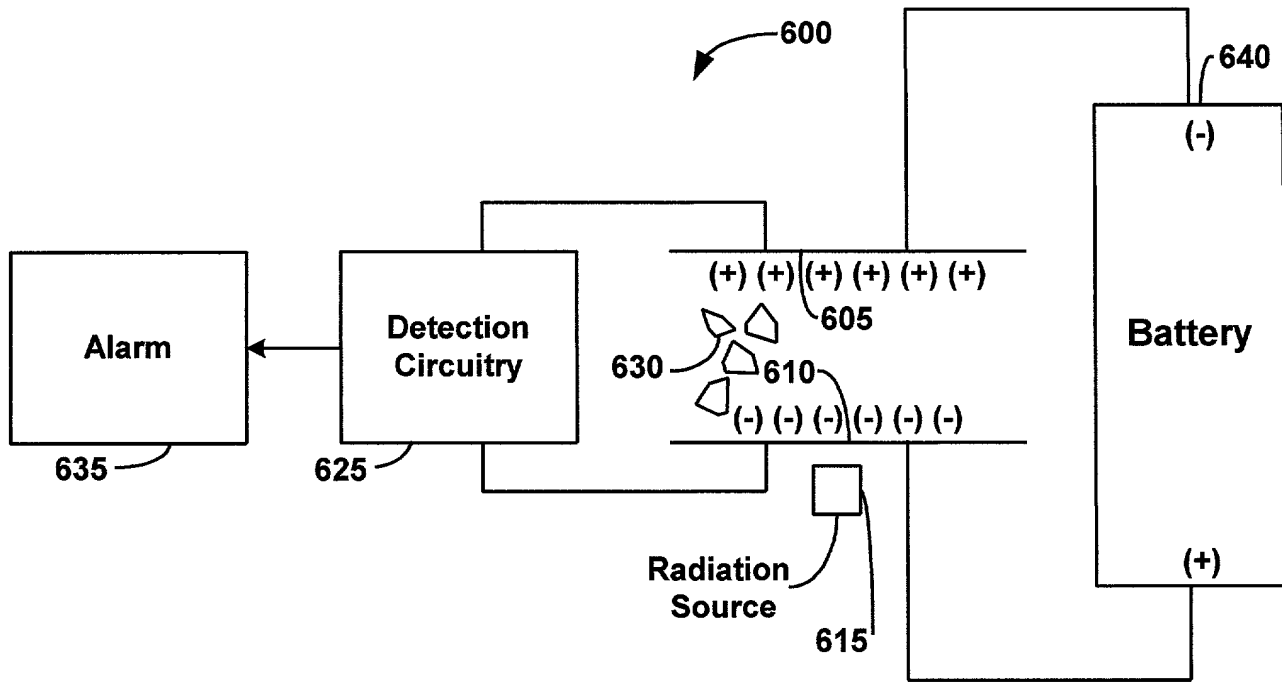 600
640
(-)
(+) (+) (+) (+) (+) (+)
605
Alarm
Detection
Circuitry
630
610
Battery
(-) (-) (-) (-) (-) (-)
635
625
Radiation
Source
615
(+)